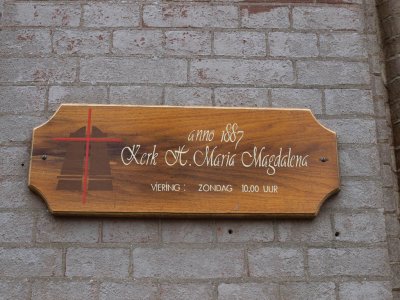 anno 1887
Kerk H. Maria Magdalena
VIERING: ZONDAG 10.00 UUR